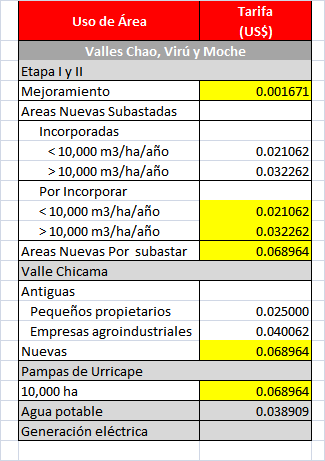 Uso de Área Tarifa (US$)
Valles Chao, Virú y Moche
Etapa I y II
Mejoramiento 0.001671
Areas Nuevas Subastadas
Incorporadas
< 10,000 m3/ha/año 0.021062
> 10,000 m3/ha/año 0.032262
Por Incorporar
< 10,000 m3/ha/año 0.021062
> 10,000 m3/ha/año 0.032262
Areas Nuevas Por subastar 0.068964
Valle Chicama
Antiguas
Pequeños propietarios 0.025000
Empresas agroindustriales 0.040062
Nuevas 0.068964
Pampas de Urricape
10,000 ha 0.068964
Agua potable 0.038909
Generación eléctrica